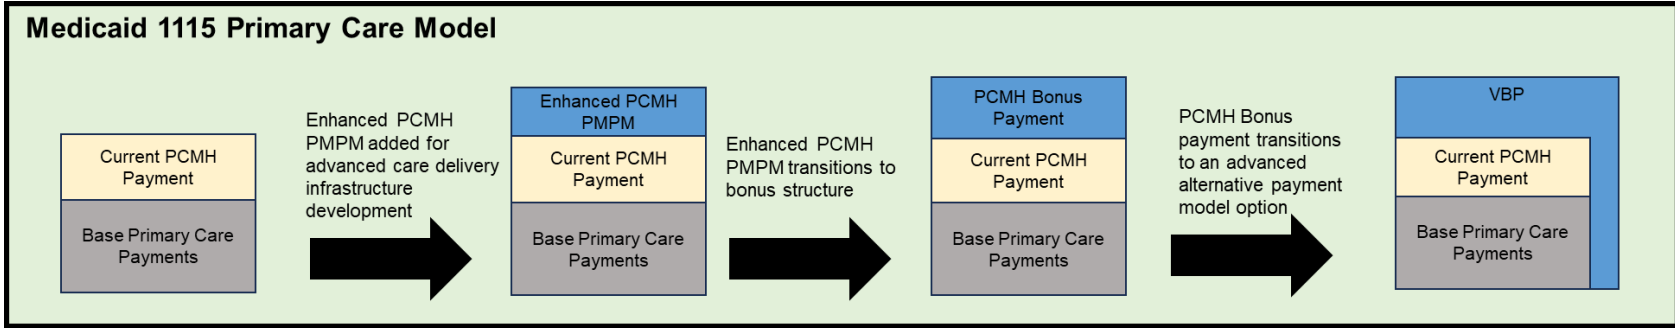 Medicaid 1115 Primary Care Model
Current PCMH
Payment
Base Primary Care
Payments
Enhanced PCMH
PMPM added for
advanced care delivery
infrastructure
development
Enhanced PCMH
PMPM
Current PCMH
Payment
Base Primary Care
Payments
Enhanced PCMH
PMPM transitions to
bonus structure
PCMH Bonus
Payment
Current PCMH
Payment
Base Primary Care
Payments
PCMH Bonus
payment transitions
to an advanced
alternative payment
model option
VBP
Current PCMH
Payment
Base Primary Care
Payments